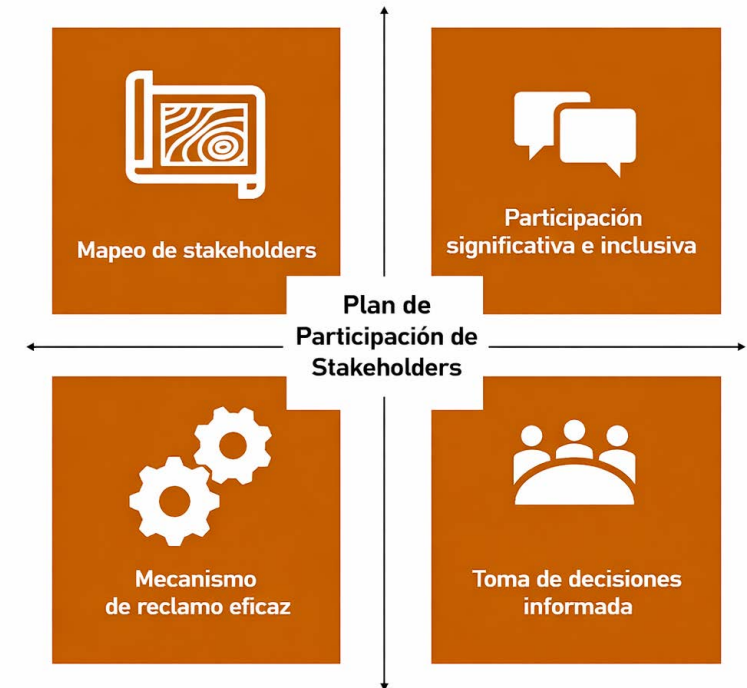 Mapeo de stakeholders
Participación
significativa e inclusiva
Plan de
Participación de
Stakeholders
Mecanismo
de reclamo eficaz
Toma de decisiones
informada